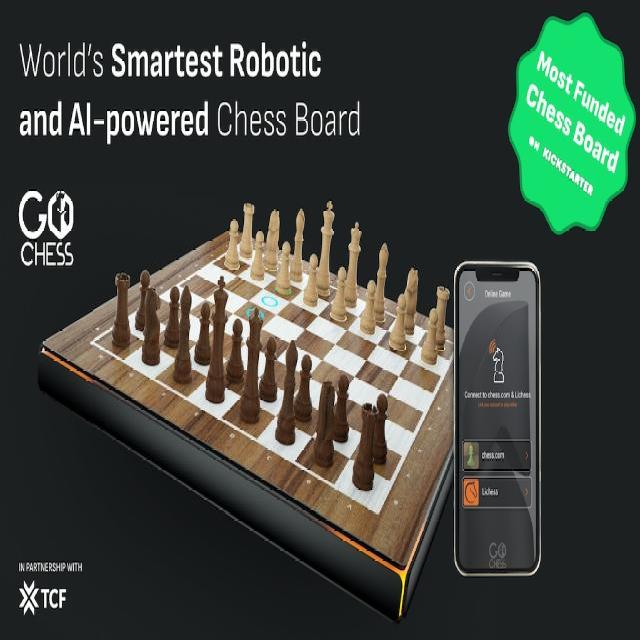 World's Smartest Robotic
and AI-powered Chess Board
Most Funded
Chess Board
ON KICKSTARTER
GO
CHESS
Online Game
Connect to chess.com & Lichess
chess.com
Lichess
GO
CHESS
IN PARTNERSHIP WITH
TCF